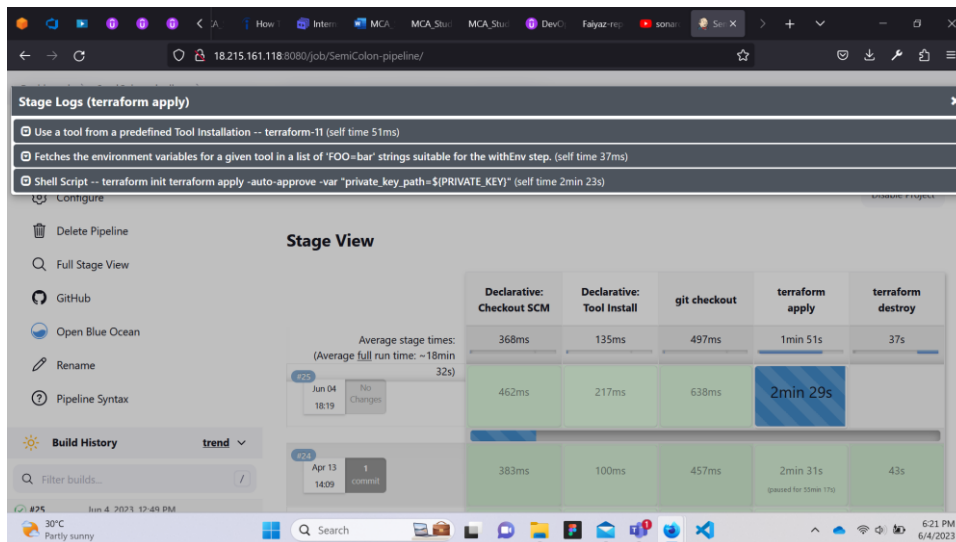 How
Intern
MCA_
MCA_Stud
MCA_Stud
DevO
Faiyaz-rep
sonar
Se
18.215.161.118:8080/job/SemiColon-pipeline/
Stage Logs (terraform apply)
Use a tool from a predefined Tool Installation -- terraform-11 (self time 51ms)
Fetches the environment variables for a given tool in a list of 'FOO=bar' strings suitable for the withEnv step. (self time 37ms)
Shell Script -- terraform init terraform apply -auto-approve -var "private_key_path=${PRIVATE_KEY}" (self time 2min 23s)
Configure
Disable Project
Delete Pipeline
Full Stage View
GitHub
Open Blue Ocean
Rename
Pipeline Syntax
Stage View
Declarative: Checkout SCM
Declarative: Tool Install
git checkout
terraform apply
terraform destroy
Average stage times:
(Average full run time: ~18min
32s)
368ms
135ms
497ms
1min 51s
37s
#25
Jun 04
18:19
No Changes
462ms
217ms
638ms
2min 29s
#24
Apr 13
14:09
1 commit
383ms
100ms
457ms
2min 31s
(paused for 55min 17s)
43s
Build History
trend
Filter builds...
/
#25
Jun 4, 2023, 12:49 PM
30°C
Partly sunny
Search
6:21 PM
6/4/2023